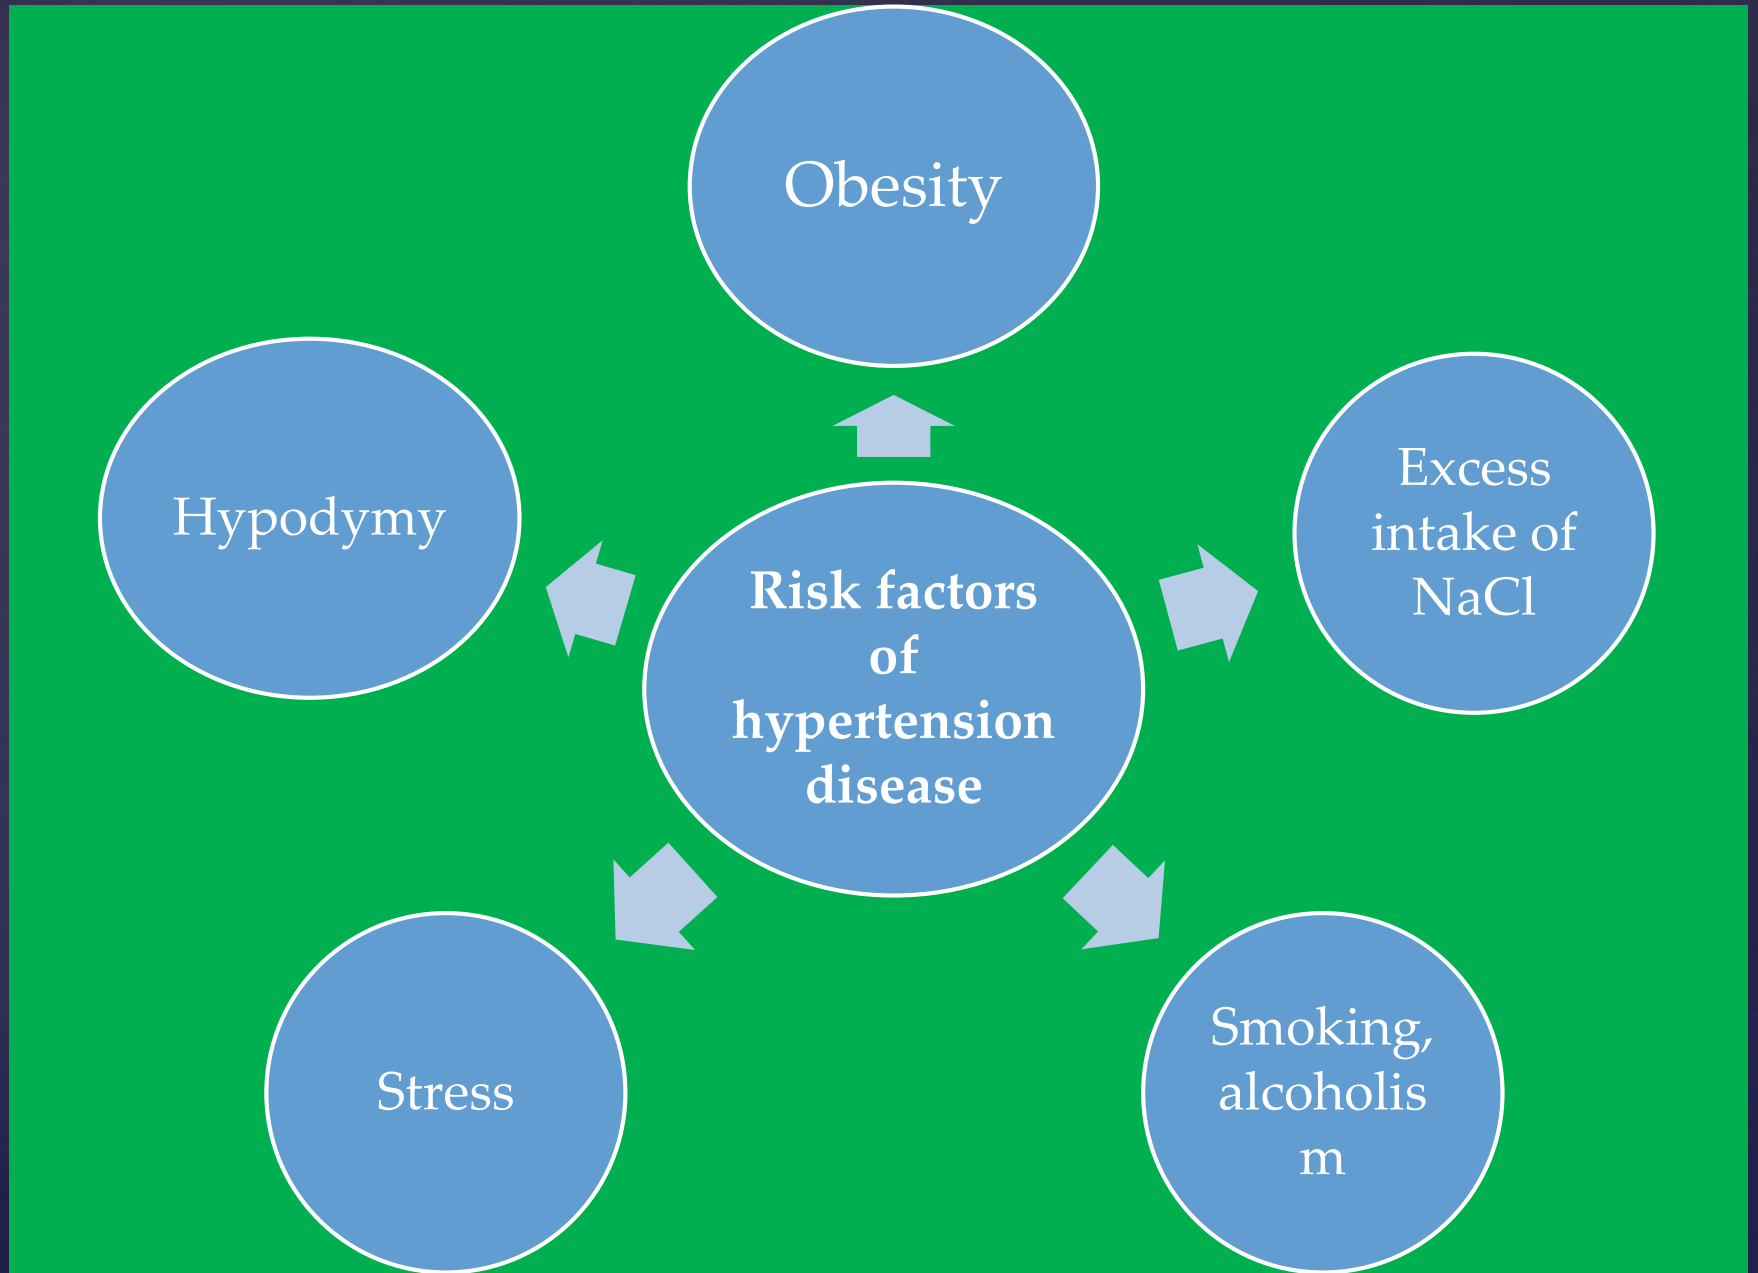 Obesity
Hypodymy
Excess
intake of
NaCl
Risk factors
of
hypertension
disease
Stress
Smoking,
alcoholis
m